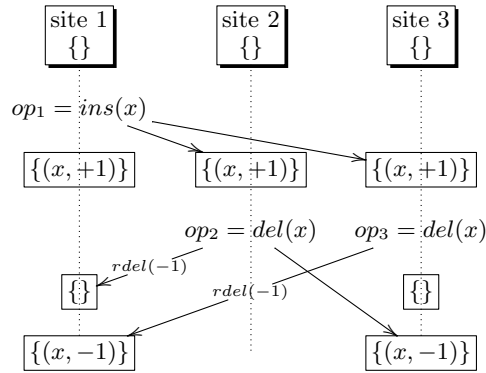 site 1
{}
site 2
{}
site 3
{}
op₁ = ins(x)
{(x, +1)}
{(x, +1)}
{(x, +1)}
op₂ = del(x)
op₃ = del(x)
rdel(−1)
{}
rdel(−1)
{}
{(x, −1)}
{(x, −1)}